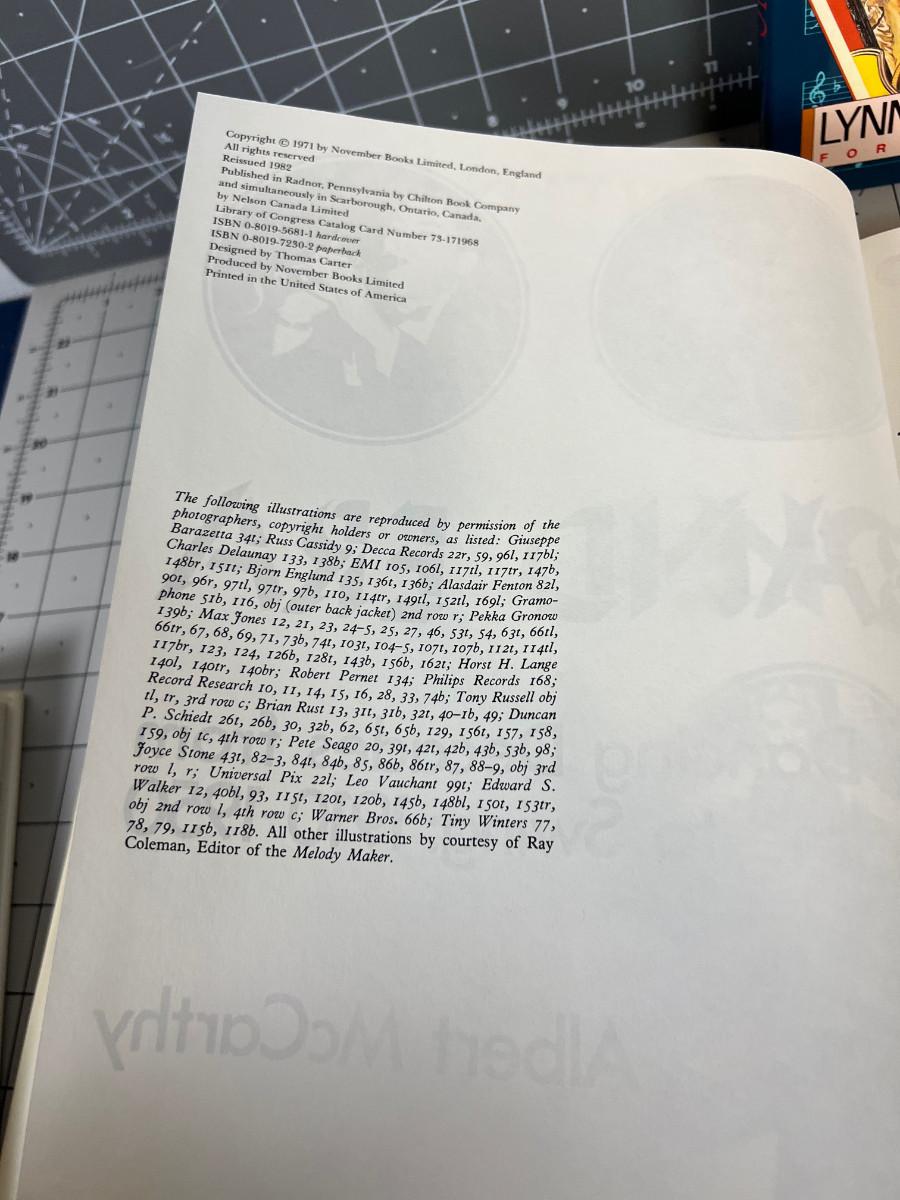 Copyright © 1971 by November Books Limited, London, England
All rights reserved
Reissued 1982
Published in Radnor, Pennsylvania by Chilton Book Company
and simultaneously in Scarborough, Ontario, Canada,
by Nelson Canada Limited
Library of Congress Catalog Card Number 73-171968
ISBN 0-8019-5681-1 hardcover
ISBN 0-8019-7230-2 paperback
Designed by Thomas Carter
Produced by November Books Limited
Printed in the United States of America
The following illustrations are reproduced by permission of the
photographers, copyright holders or owners, as listed: Giuseppe
Barazetta 34t; Russ Cassidy 9; Decca Records 22r, 59, 96l, 117bl;
Charles Delaunay 133, 138b; EMI 105, 106l, 117tl, 117tr, 147b,
148br, 151t; Bjorn Englund 135, 136t, 136b; Alasdair Fenton 82l,
90t, 96r, 97tl, 97tr, 97b, 110, 114tr, 149tl, 152tl, 169l; Gramo-
phone 51b, 116, obj (outer back jacket) 2nd row r; Pekka Gronow
139b; Max Jones 12, 21, 23, 24-5, 25, 27, 46, 53t, 54, 63t, 66tl,
66tr, 67, 68, 69, 71, 73b, 74t, 103t, 104-5, 107t, 107b, 112t, 114tl,
117br, 123, 124, 126b, 128t, 143b, 156b, 162t; Horst H. Lange
140l, 140tr, 140br; Robert Pernet 134; Philips Records 168;
Record Research 10, 11, 14, 15, 16, 28, 33, 74b; Tony Russell obj
tl, tr, 3rd row c; Brian Rust 13, 31t, 31b, 32t, 40-1b, 49; Duncan
P. Schiedt 26t, 26b, 30, 32b, 62, 65t, 65b, 129, 156t, 157, 158,
159, obj tc, 4th row r; Pete Seago 20, 39t, 42t, 42b, 43b, 53b, 98;
Joyce Stone 43t, 82-3, 84t, 84b, 85, 86b, 86tr, 87, 88-9, obj 3rd
row l, r; Universal Pix 22l; Leo Vauchant 99t; Edward S.
Walker 12, 40bl, 93, 115t, 120t, 120b, 145b, 148bl, 150t, 153tr,
obj 2nd row l, 4th row c; Warner Bros. 66b; Tiny Winters 77,
78, 79, 115b, 118b. All other illustrations by courtesy of Ray
Coleman, Editor of the Melody Maker.
Albert McCarthy
LYNN
FOR
8
9
10
11